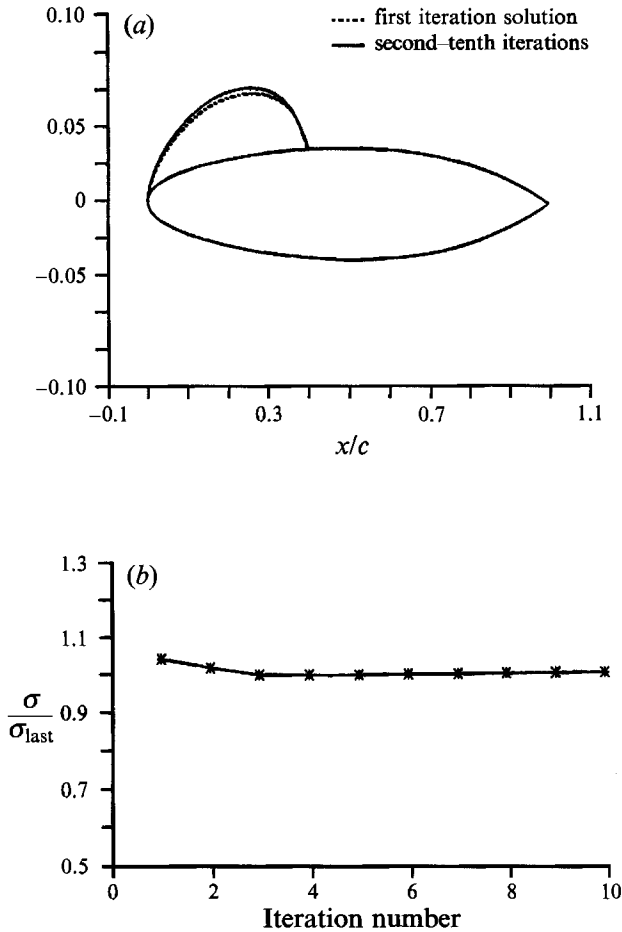 0.10
(a)
first iteration solution
second–tenth iterations
0.05
0
–0.05
–0.10
–0.1 0.3 0.7 1.1
x/c
1.3
(b)
1.1
0.9
σ
σlast
0.7
0.5
0 2 4 6 8 10
Iteration number